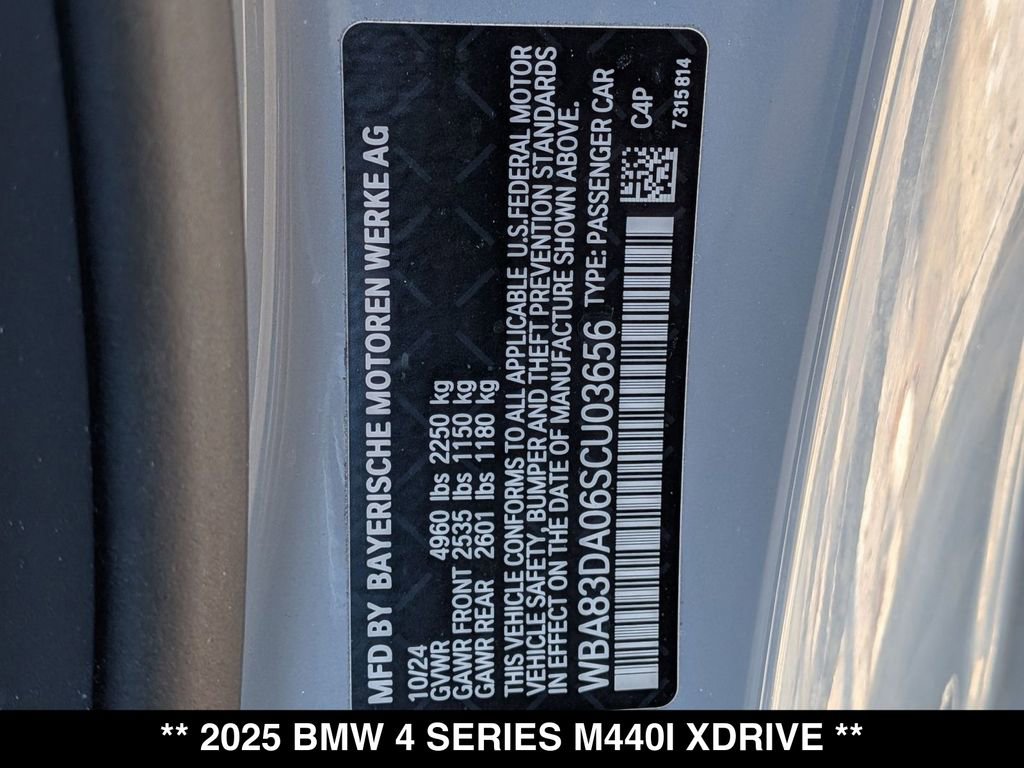 MFD BY BAYERISCHE MOTOREN WERKE AG
10/24
GVWR 4960 lbs 2250 kg
GAWR FRONT 2535 lbs 1150 kg
GAWR REAR 2601 lbs 1180 kg
THIS VEHICLE CONFORMS TO ALL APPLICABLE U.S.FEDERAL MOTOR
VEHICLE SAFETY, BUMPER AND THEFT PREVENTION STANDARDS
IN EFFECT ON THE DATE OF MANUFACTURE SHOWN ABOVE.
WBA83DA06SCU03656 TYPE: PASSENGER CAR
C4P
7315814
** 2025 BMW 4 SERIES M440I XDRIVE **